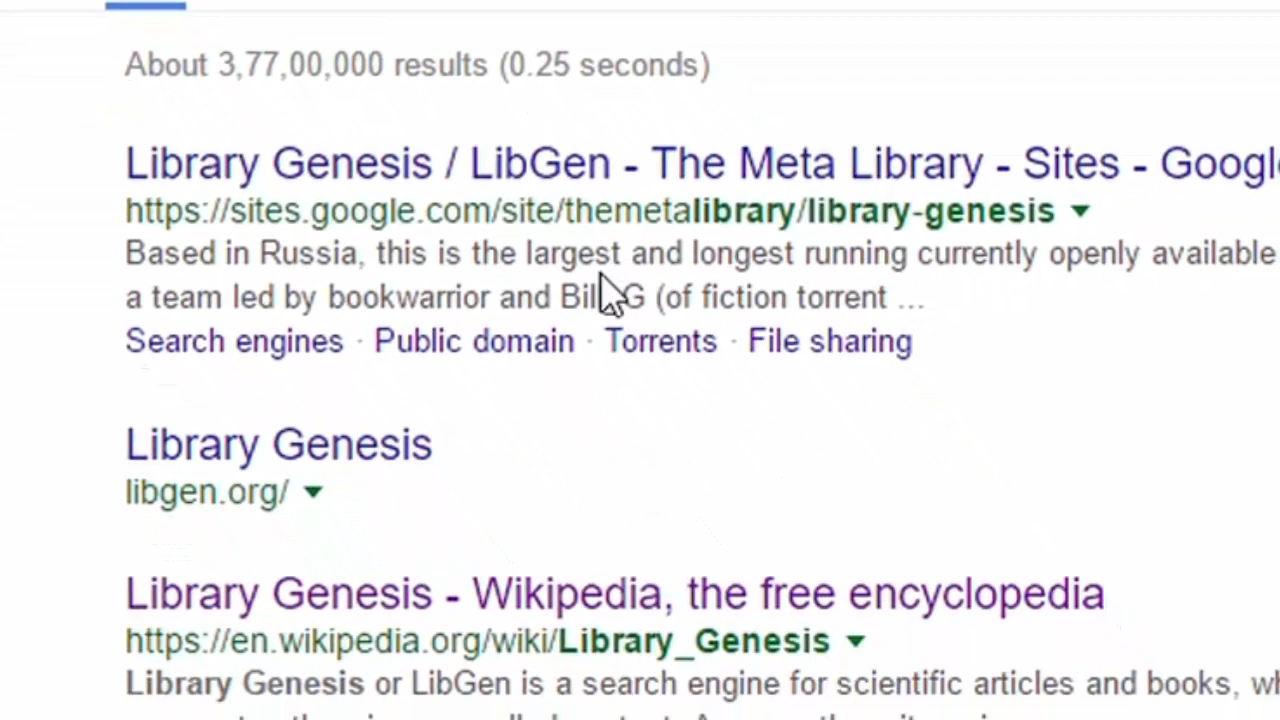 About 3,77,00,000 results (0.25 seconds)
Library Genesis / LibGen - The Meta Library - Sites - Google
https://sites.google.com/site/themetalibrary/library-genesis
Based in Russia, this is the largest and longest running currently openly available
a team led by bookwarrior and Bill G (of fiction torrent ...
Search engines · Public domain · Torrents · File sharing
Library Genesis
libgen.org/
Library Genesis - Wikipedia, the free encyclopedia
https://en.wikipedia.org/wiki/Library_Genesis
Library Genesis or LibGen is a search engine for scientific articles and books,